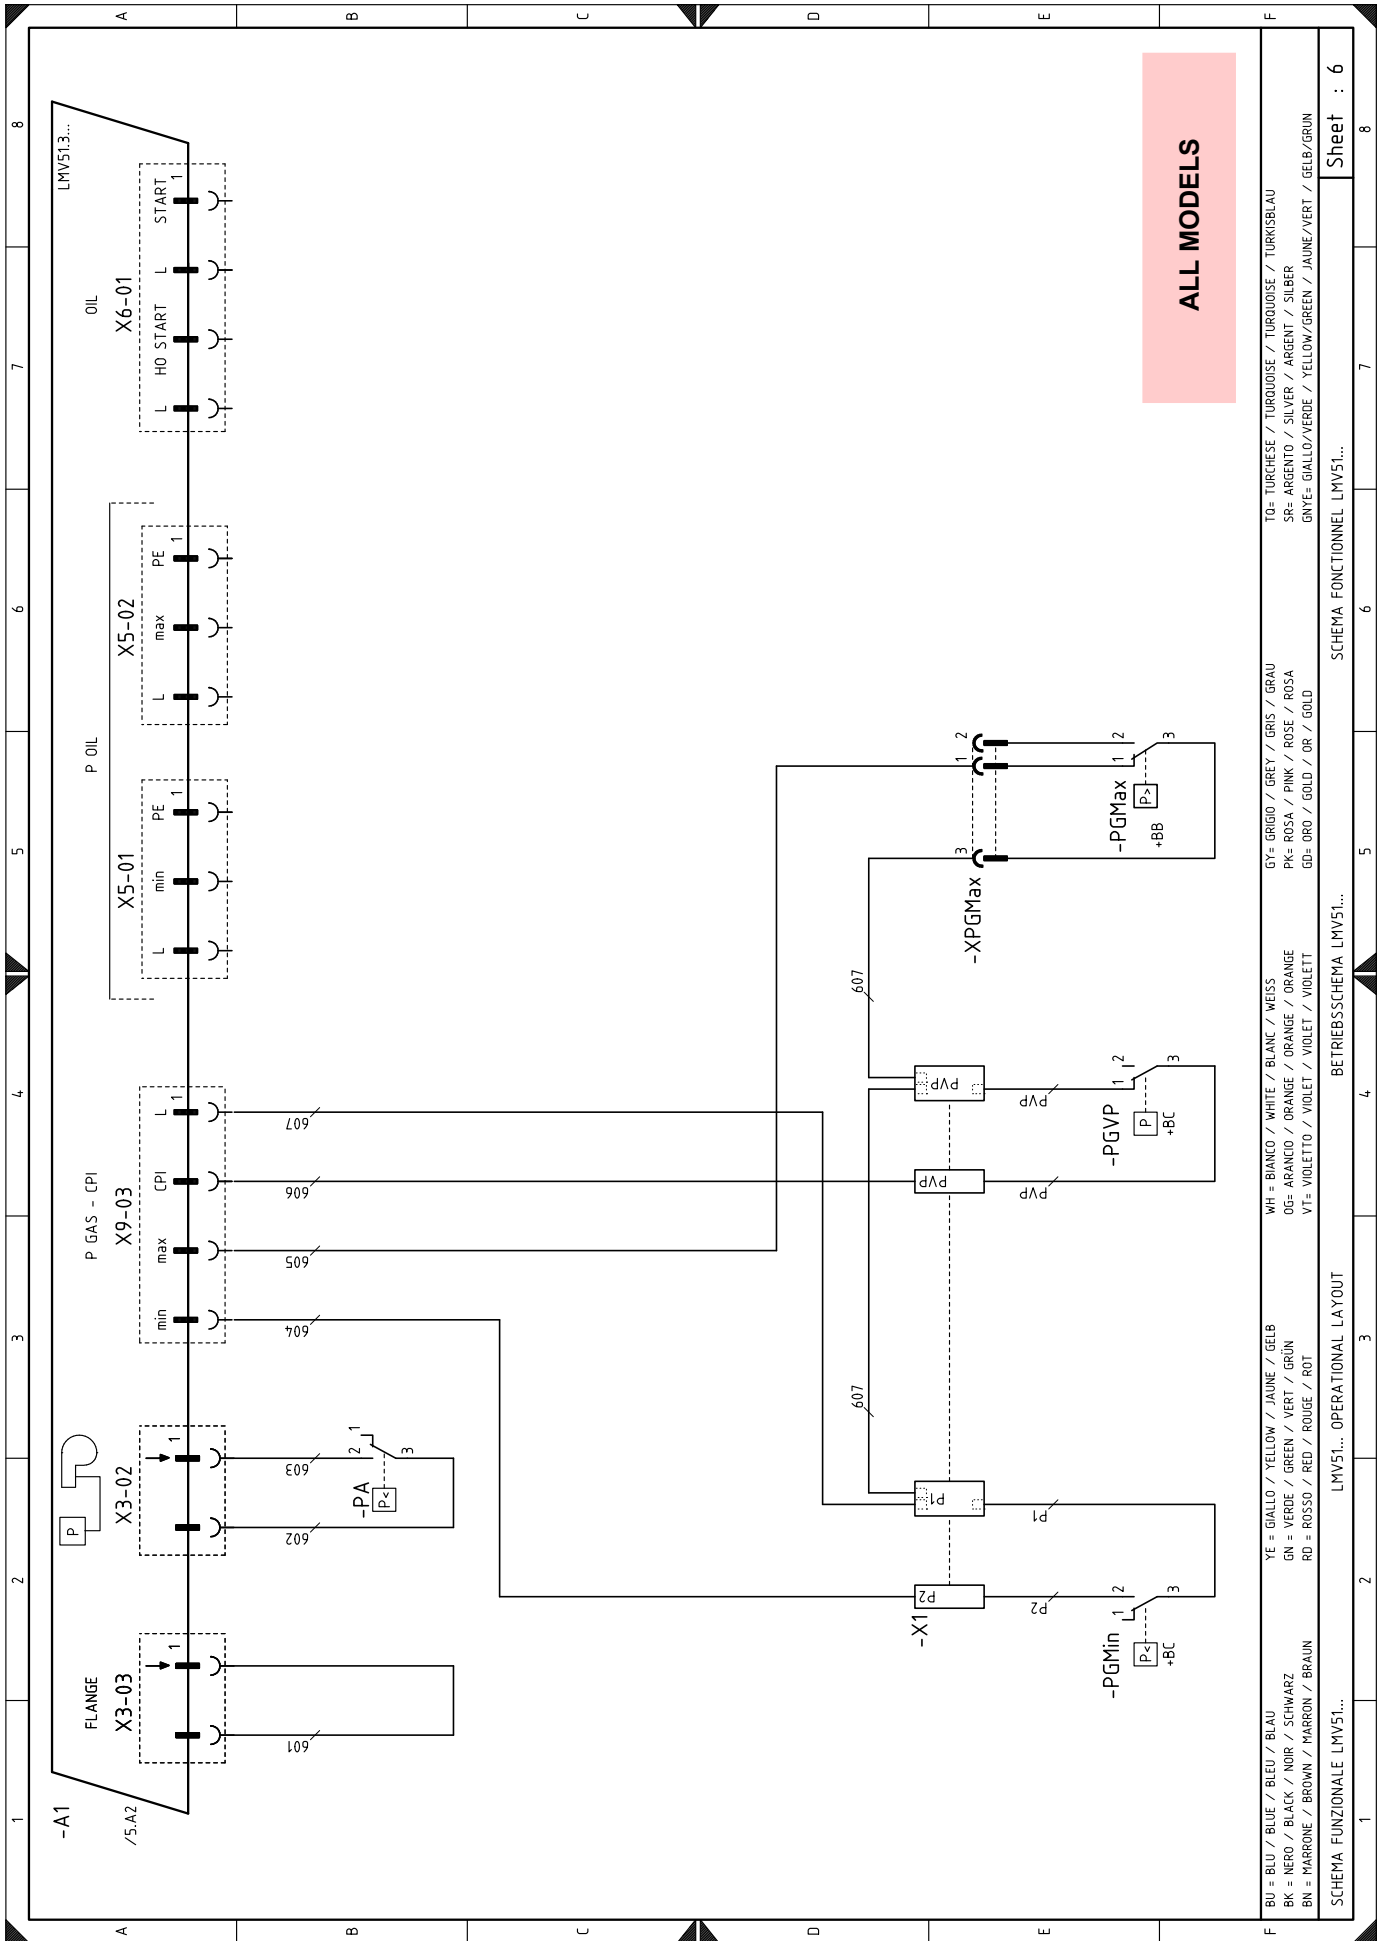 1 2 3 4 5 6 7 8
A B C D E F
-A1
/5.A2
LMV51.3...
FLANGE
X3-03
1
601
P
X3-02
1
602
603
-PA
P<
2 1
3
P GAS - CPI
X9-03
min max CPI L 1
604
605
606
607
P OIL
X5-01
L min PE 1
X5-02
L max PE 1
OIL
X6-01
L HO START L START 1
607
607
-X1
P2
P1
PVP
PVP
P2
P1
PVP
PVP
-XPGMax
3 1 2
-PGMin
P<
+BC
1 2
3
-PGVP
P
+BC
1 2
3
-PGMax
P>
+BB
1 2
3
ALL MODELS
BU = BLU / BLUE / BLEU / BLAU
BK = NERO / BLACK / NOIR / SCHWARZ
BN = MARRONE / BROWN / MARRON / BRAUN
YE = GIALLO / YELLOW / JAUNE / GELB
GN = VERDE / GREEN / VERT / GRÜN
RD = ROSSO / RED / ROUGE / ROT
WH = BIANCO / WHITE / BLANC / WEISS
OG= ARANCIO / ORANGE / ORANGE / ORANGE
VT= VIOLETTO / VIOLET / VIOLET / VIOLETT
GY= GRIGIO / GREY / GRIS / GRAU
PK= ROSA / PINK / ROSE / ROSA
GD= ORO / GOLD / OR / GOLD
TQ= TURCHESE / TURQUOISE / TURQUOISE / TURKISBLAU
SR= ARGENTO / SILVER / ARGENT / SILBER
GNYE= GIALLO/VERDE / YELLOW/GREEN / JAUNE/VERT / GELB/GRUN
SCHEMA FUNZIONALE LMV51...
LMV51... OPERATIONAL LAYOUT
BETRIEBSSCHEMA LMV51...
SCHEMA FONCTIONNEL LMV51...
Sheet : 6
1 2 3 4 5 6 7 8
A B C D E F